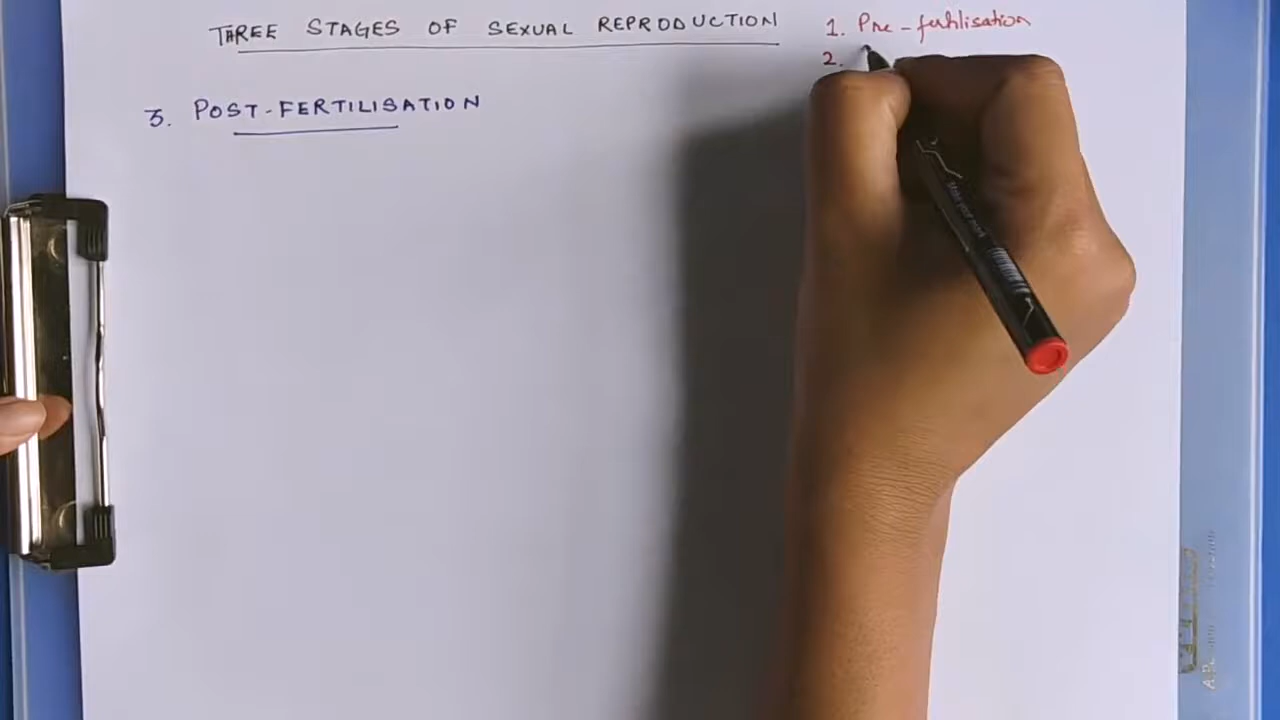 THREE STAGES OF SEXUAL REPRODUCTION
1. Pre-fertilisation
2.
3. POST-FERTILISATION